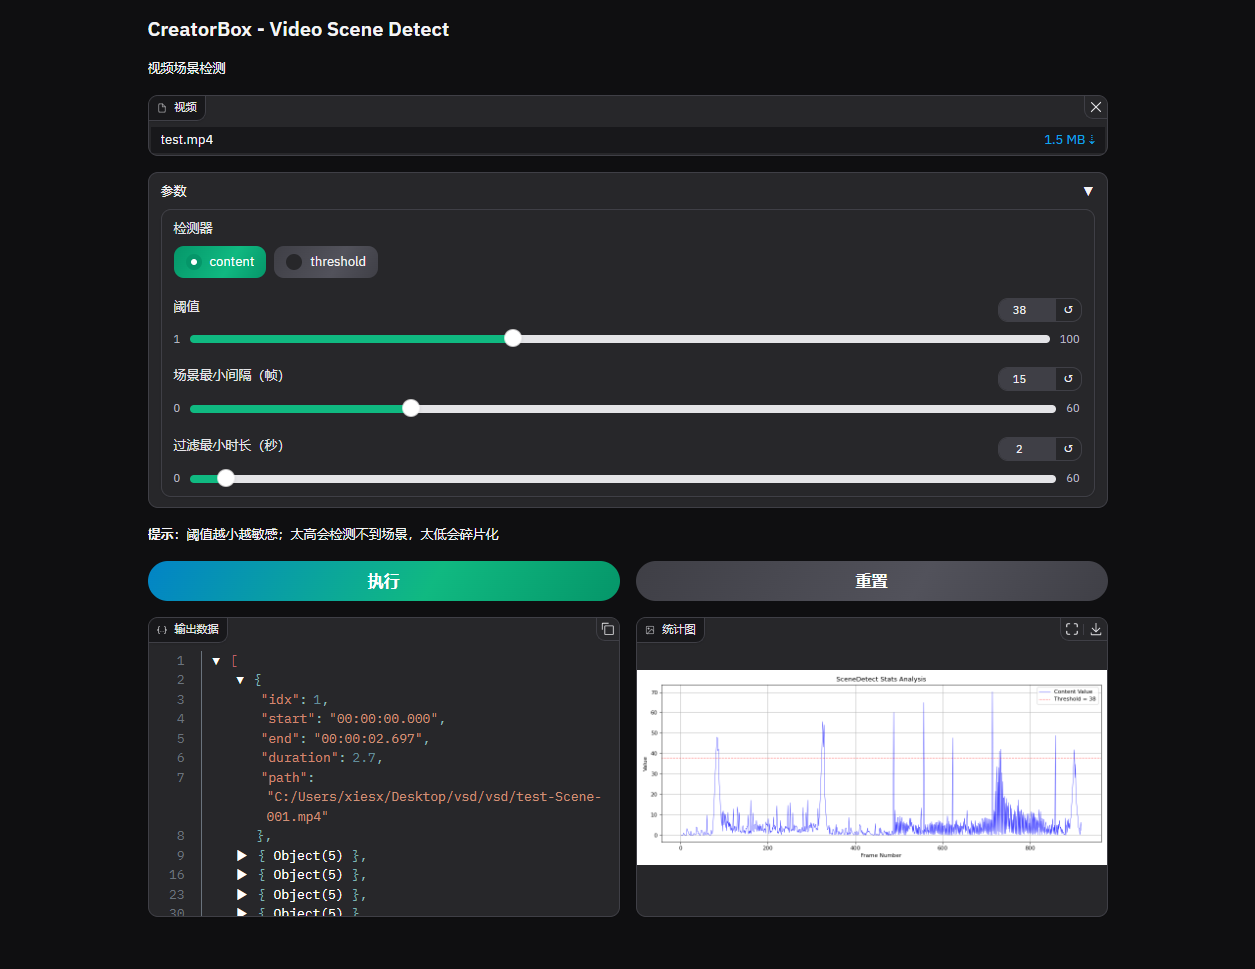 CreatorBox - Video Scene Detect
视频场景检测
视频
test.mp4
1.5 MB ⇣
参数
▼
检测器
content
threshold
阈值
38
↺
1
100
场景最小间隔（帧）
15
↺
0
60
过滤最小时长（秒）
2
↺
0
60
提示：阈值越小越敏感；太高会检测不到场景，太低会碎片化
执行
重置
{.} 输出数据
1 ▼ [
2 ▼ {
3 "idx": 1,
4 "start": "00:00:00.000",
5 "end": "00:00:02.697",
6 "duration": 2.7,
7 "path":
"C:/Users/xiesx/Desktop/vsd/vsd/test-Scene-
001.mp4"
8 },
9 ▶ { Object(5) },
16 ▶ { Object(5) },
23 ▶ { Object(5) },
30 ▶ { Object(5) },
统计图
SceneDetect Stats Analysis
Content Value
Threshold = 38
Value
70
60
50
40
30
20
10
0
0
200
400
600
800
Frame Number